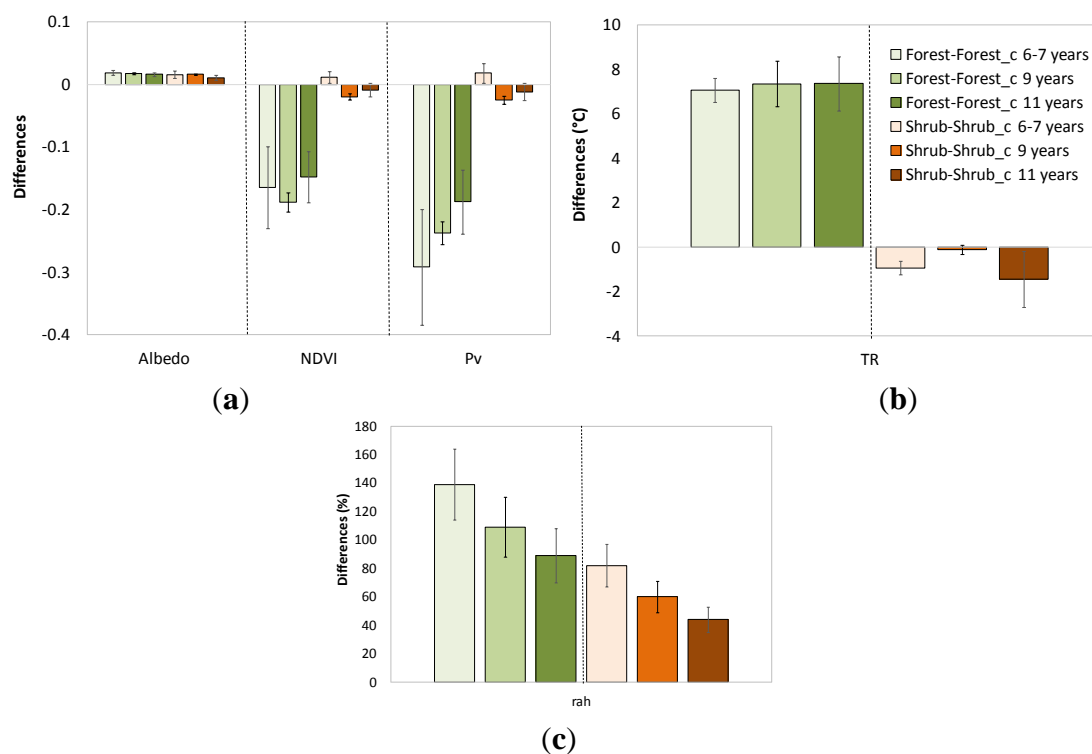 0.1
0
-0.1
-0.2
-0.3
-0.4
Differences
Albedo
NDVI
Pv
(a)
10
8
6
4
2
0
-2
-4
Differences (°C)
Forest-Forest_c 6-7 years
Forest-Forest_c 9 years
Forest-Forest_c 11 years
Shrub-Shrub_c 6-7 years
Shrub-Shrub_c 9 years
Shrub-Shrub_c 11 years
TR
(b)
180
160
140
120
100
80
60
40
20
0
Differences (%)
rah
(c)